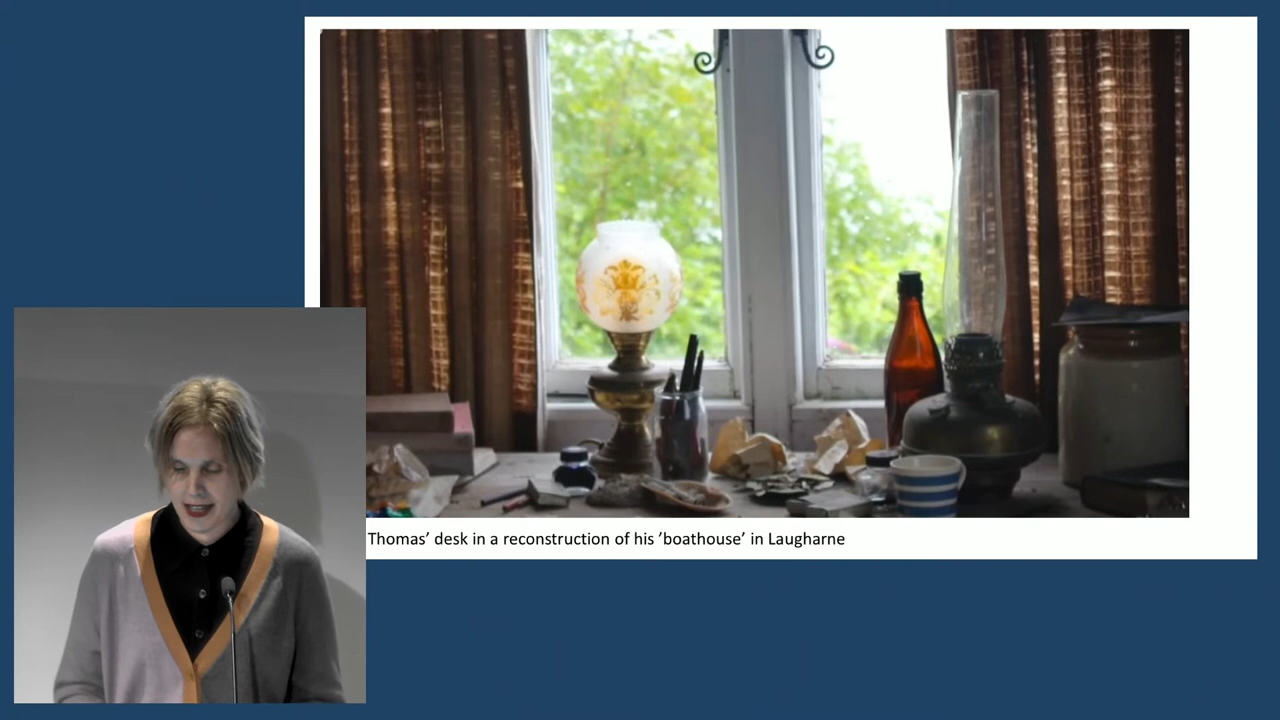 Thomas’ desk in a reconstruction of his ’boathouse’ in Laugharne